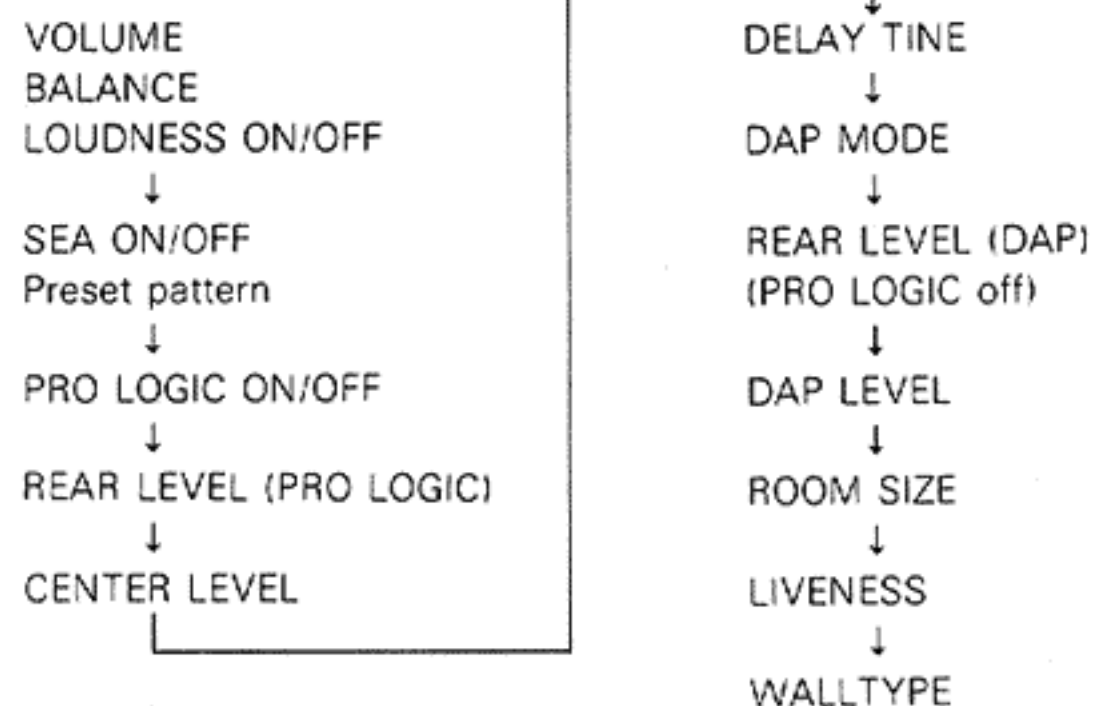 VOLUME
BALANCE
LOUDNESS ON/OFF
↓
SEA ON/OFF
Preset pattern
↓
PRO LOGIC ON/OFF
↓
REAR LEVEL (PRO LOGIC)
↓
CENTER LEVEL
↓
DELAY TINE
↓
DAP MODE
↓
REAR LEVEL (DAP)
(PRO LOGIC off)
↓
DAP LEVEL
↓
ROOM SIZE
↓
LIVENESS
↓
WALLTYPE